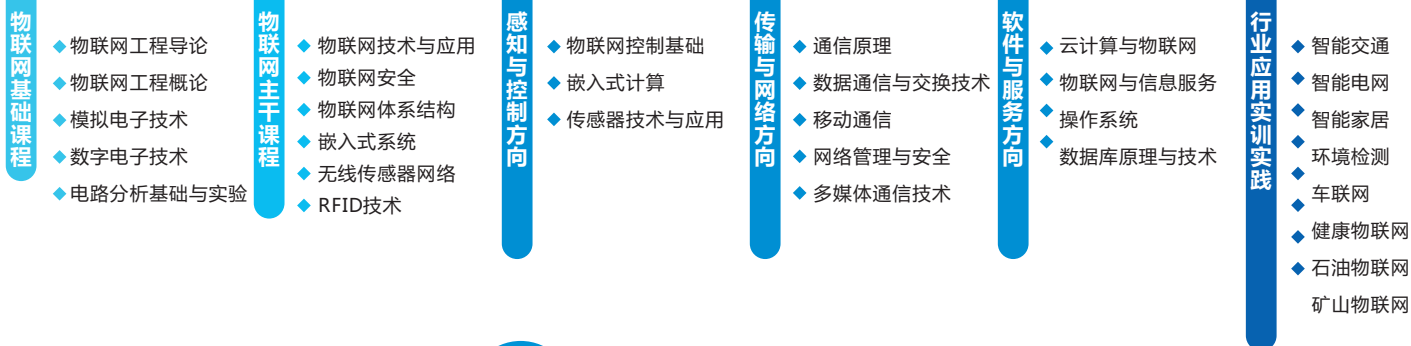 物联网基础课程
物联网工程导论
物联网工程概论
模拟电子技术
数字电子技术
电路分析基础与实验
物联网主干课程
物联网技术与应用
物联网安全
物联网体系结构
嵌入式系统
无线传感器网络
RFID技术
感知与控制方向
物联网控制基础
嵌入式计算
传感器技术与应用
传输与网络方向
通信原理
数据通信与交换技术
移动通信
网络管理与安全
多媒体通信技术
软件与服务方向
云计算与物联网
物联网与信息服务
操作系统
数据库原理与技术
行业应用实训实践
智能交通
智能电网
智能家居
环境检测
车联网
健康物联网
石油物联网
矿山物联网